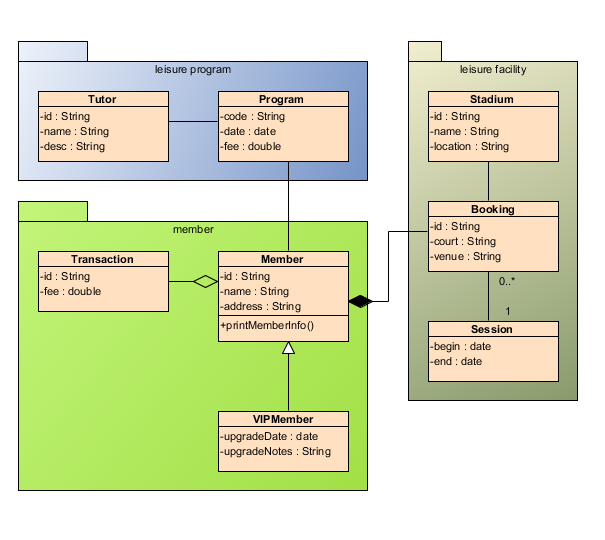 leisure program
Tutor
-id : String
-name : String
-desc : String
Program
-code : String
-date : date
-fee : double
leisure facility
Stadium
-id : String
-name : String
-location : String
Booking
-id : String
-court : String
-venue : String
0..*
1
Session
-begin : date
-end : date
member
Transaction
-id : String
-fee : double
Member
-id : String
-name : String
-address : String
+printMemberInfo()
VIPMember
-upgradeDate : date
-upgradeNotes : String